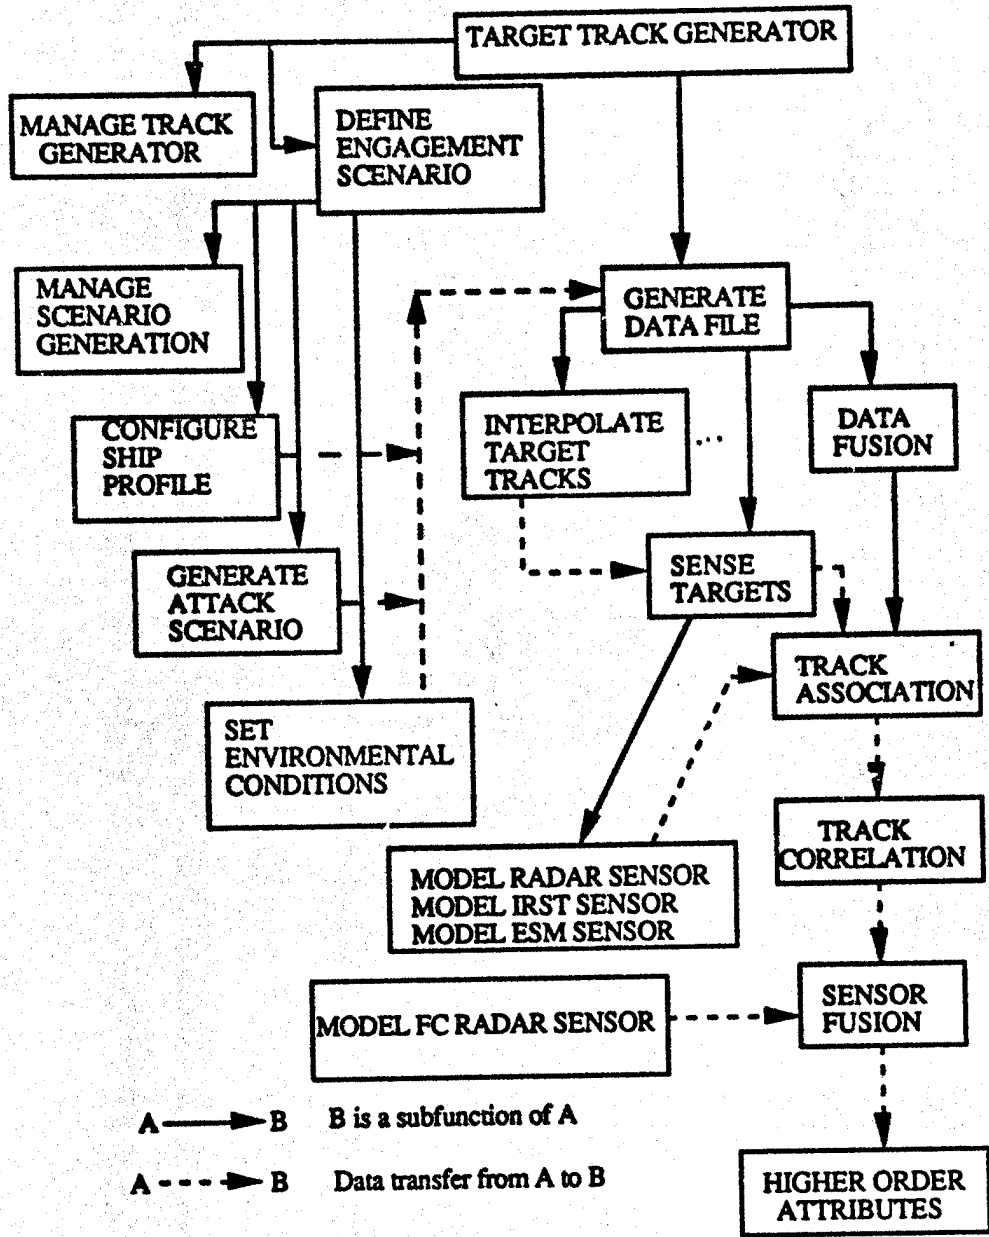 TARGET TRACK GENERATOR
MANAGE TRACK
GENERATOR
DEFINE
ENGAGEMENT
SCENARIO
MANAGE
SCENARIO
GENERATION
GENERATE
DATA FILE
CONFIGURE
SHIP
PROFILE
INTERPOLATE
TARGET
TRACKS
...
DATA
FUSION
GENERATE
ATTACK
SCENARIO
SENSE
TARGETS
TRACK
ASSOCIATION
SET
ENVIRONMENTAL
CONDITIONS
TRACK
CORRELATION
MODEL RADAR SENSOR
MODEL IRST SENSOR
MODEL ESM SENSOR
SENSOR
FUSION
MODEL FC RADAR SENSOR
A B B is a subfunction of A
A B Data transfer from A to B
HIGHER ORDER
ATTRIBUTES